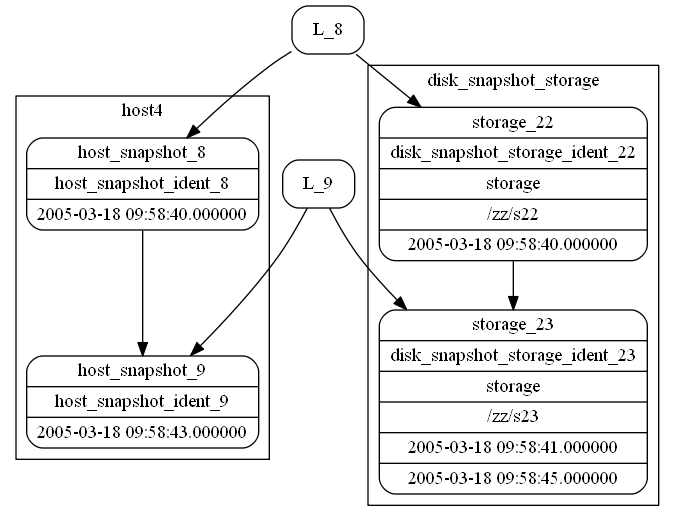 L_8
host4
host_snapshot_8
host_snapshot_ident_8
2005-03-18 09:58:40.000000
disk_snapshot_storage
storage_22
disk_snapshot_storage_ident_22
storage
/zz/s22
2005-03-18 09:58:40.000000
L_9
host_snapshot_9
host_snapshot_ident_9
2005-03-18 09:58:43.000000
storage_23
disk_snapshot_storage_ident_23
storage
/zz/s23
2005-03-18 09:58:41.000000
2005-03-18 09:58:45.000000